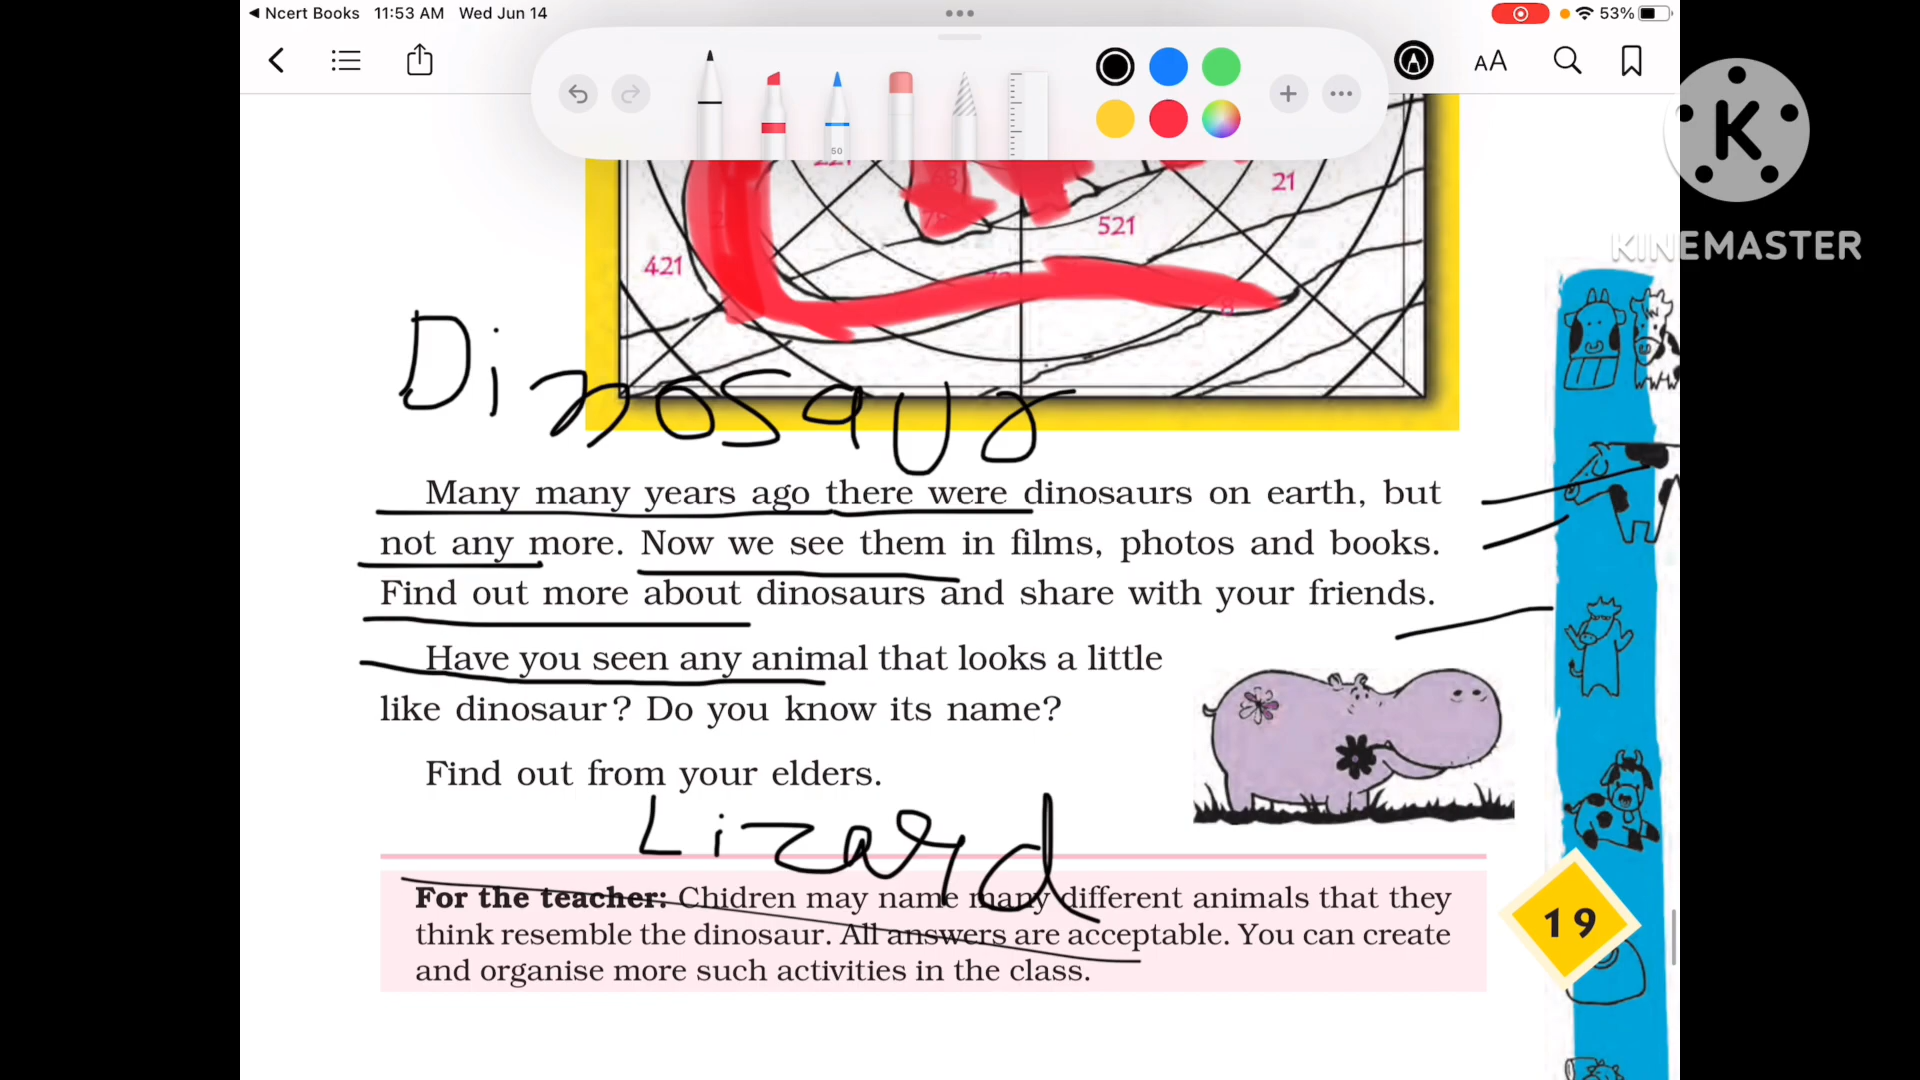 Ncert Books 11:53 AM Wed Jun 14
53%
AA
50
K
KINEMASTER
21
521
421
8
Dinosaur
Many many years ago there were dinosaurs on earth, but
not any more. Now we see them in films, photos and books.
Find out more about dinosaurs and share with your friends.
Have you seen any animal that looks a little
like dinosaur? Do you know its name?
Find out from your elders.
Lizard
For the teacher: Chidren may name many different animals that they
think resemble the dinosaur. All answers are acceptable. You can create
and organise more such activities in the class.
19